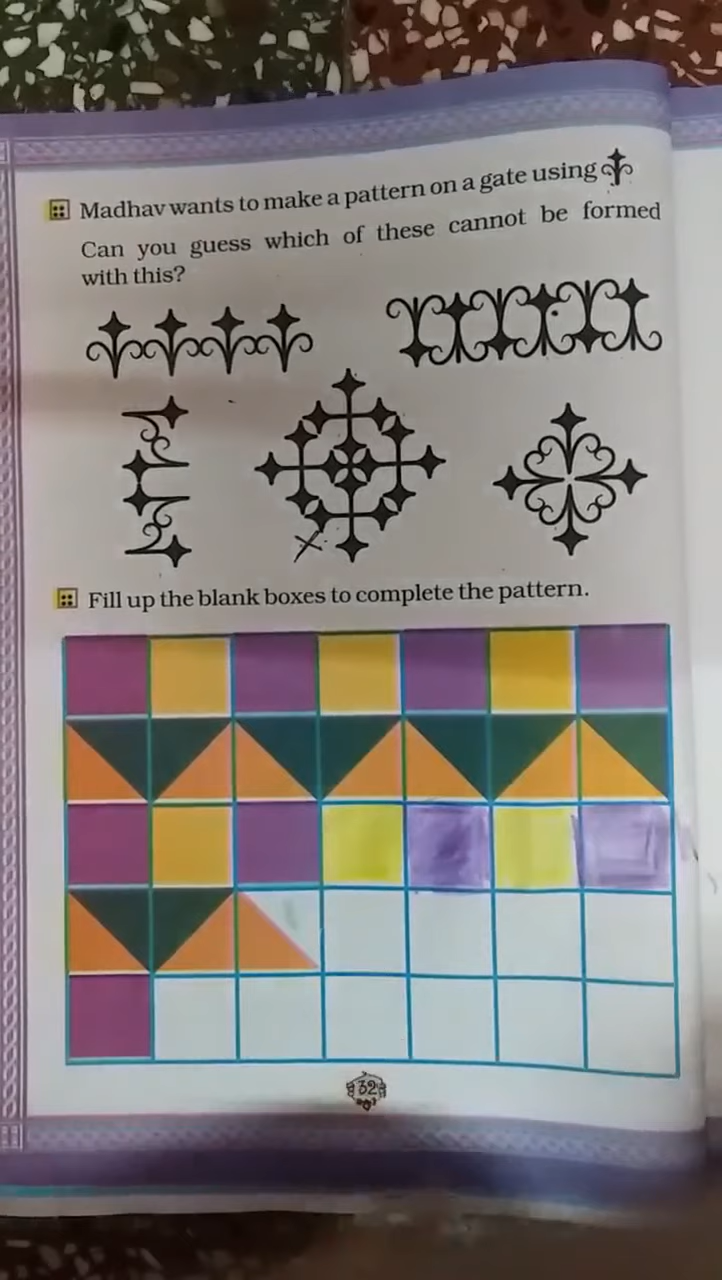 Madhav wants to make a pattern on a gate using
Can you guess which of these cannot be formed
with this?
Fill up the blank boxes to complete the pattern.
32